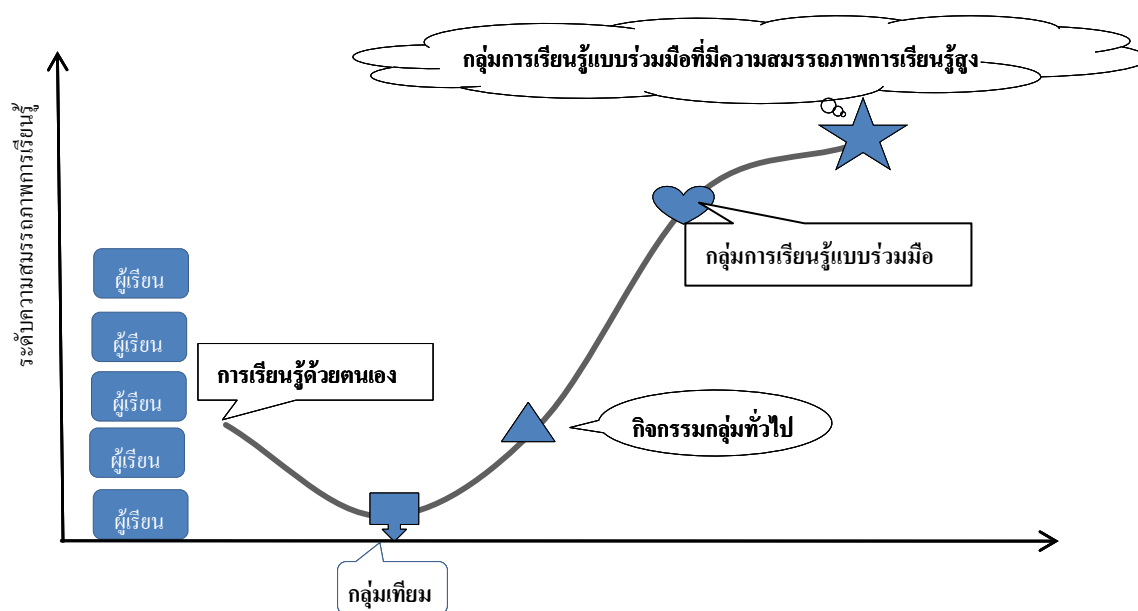 กลุ่มการเรียนรู้แบบร่วมมือที่มีความสมรรถภาพการเรียนรู้สูง
ระดับความสมรรถภาพการเรียนรู้
กลุ่มการเรียนรู้แบบร่วมมือ
ผู้เรียน
ผู้เรียน
การเรียนรู้ด้วยตนเอง
ผู้เรียน
กิจกรรมกลุ่มทั่วไป
ผู้เรียน
ผู้เรียน
กลุ่มเทียม